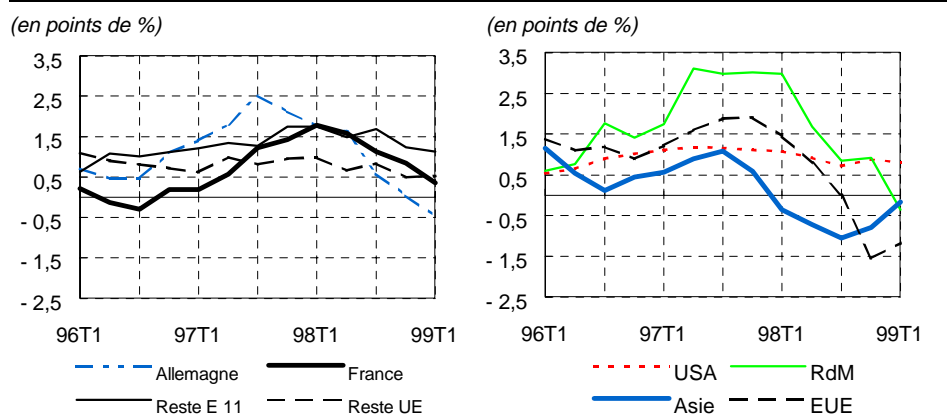 (en points de %)
3,5
2,5
1,5
0,5
- 0,5
- 1,5
- 2,5
96T1 97T1 98T1 99T1
Allemagne France
Reste E 11 Reste UE
(en points de %)
3,5
2,5
1,5
0,5
- 0,5
- 1,5
- 2,5
96T1 97T1 98T1 99T1
USA RdM
Asie EUE